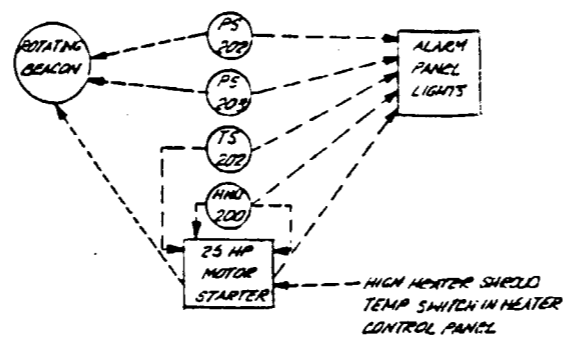 ROTATING
BEACON
PS
202
PS
203
TS
202
200
ALARM
PANEL
LIGHTS
25 HP
MOTOR
STARTER
HIGH HEATER SHROUD
TEMP SWITCH IN HEATER
CONTROL PANEL